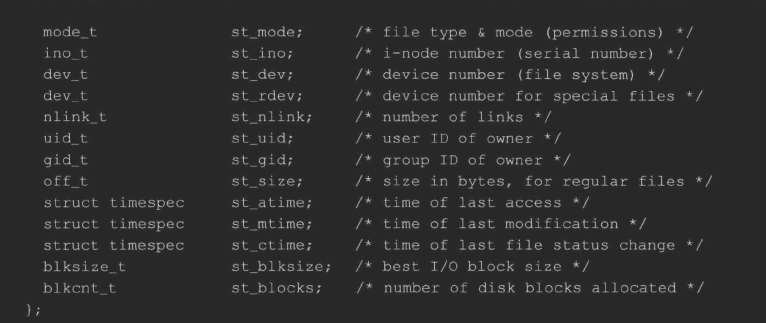 mode_t st_mode; /* file type & mode (permissions) */
ino_t st_ino; /* i-node number (serial number) */
dev_t st_dev; /* device number (file system) */
dev_t st_rdev; /* device number for special files */
nlink_t st_nlink; /* number of links */
uid_t st_uid; /* user ID of owner */
gid_t st_gid; /* group ID of owner */
off_t st_size; /* size in bytes, for regular files */
struct timespec st_atime; /* time of last access */
struct timespec st_mtime; /* time of last modification */
struct timespec st_ctime; /* time of last file status change */
blksize_t st_blksize; /* best I/O block size */
blkcnt_t st_blocks; /* number of disk blocks allocated */
};